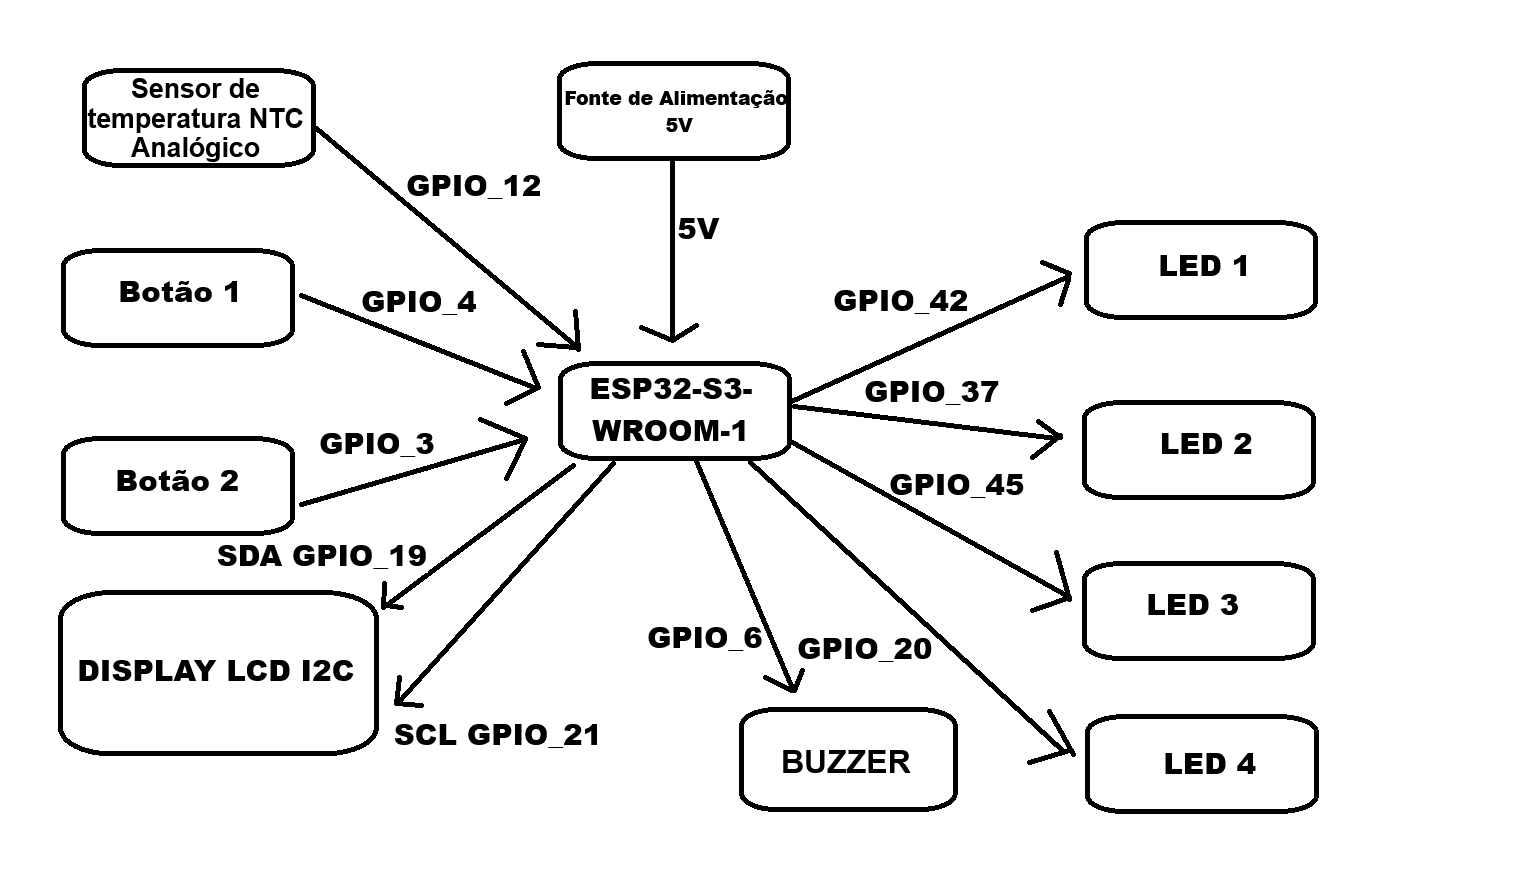 Sensor de
temperatura NTC
Analógico
Fonte de Alimentação
5V
GPIO_12
5V
Botão 1
GPIO_4
GPIO_42
LED 1
ESP32-S3-
WROOM-1
GPIO_37
LED 2
Botão 2
GPIO_3
GPIO_45
SDA GPIO_19
LED 3
DISPLAY LCD I2C
GPIO_6
GPIO_20
SCL GPIO_21
BUZZER
LED 4